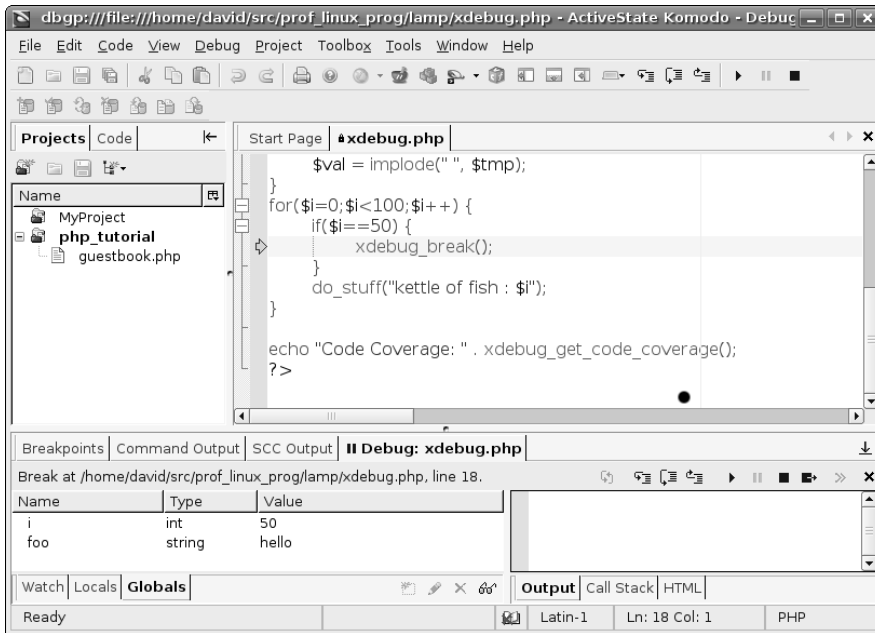 dbgp:///file:///home/david/src/prof_linux_prog/lamp/xdebug.php - ActiveState Komodo - Debug
File Edit Code View Debug Project Toolbox Tools Window Help
Projects Code
Start Page xdebug.php
Name
MyProject
php_tutorial
guestbook.php
$val = implode(" ", $tmp);
}
for($i=0;$i<100;$i++) {
if($i==50) {
xdebug_break();
}
do_stuff("kettle of fish : $i");
}
echo "Code Coverage: " . xdebug_get_code_coverage();
?>
Breakpoints Command Output SCC Output Debug: xdebug.php
Break at /home/david/src/prof_linux_prog/lamp/xdebug.php, line 18.
Name Type Value
i int 50
foo string hello
Watch Locals Globals
Output Call Stack HTML
Ready Latin-1 Ln: 18 Col: 1 PHP